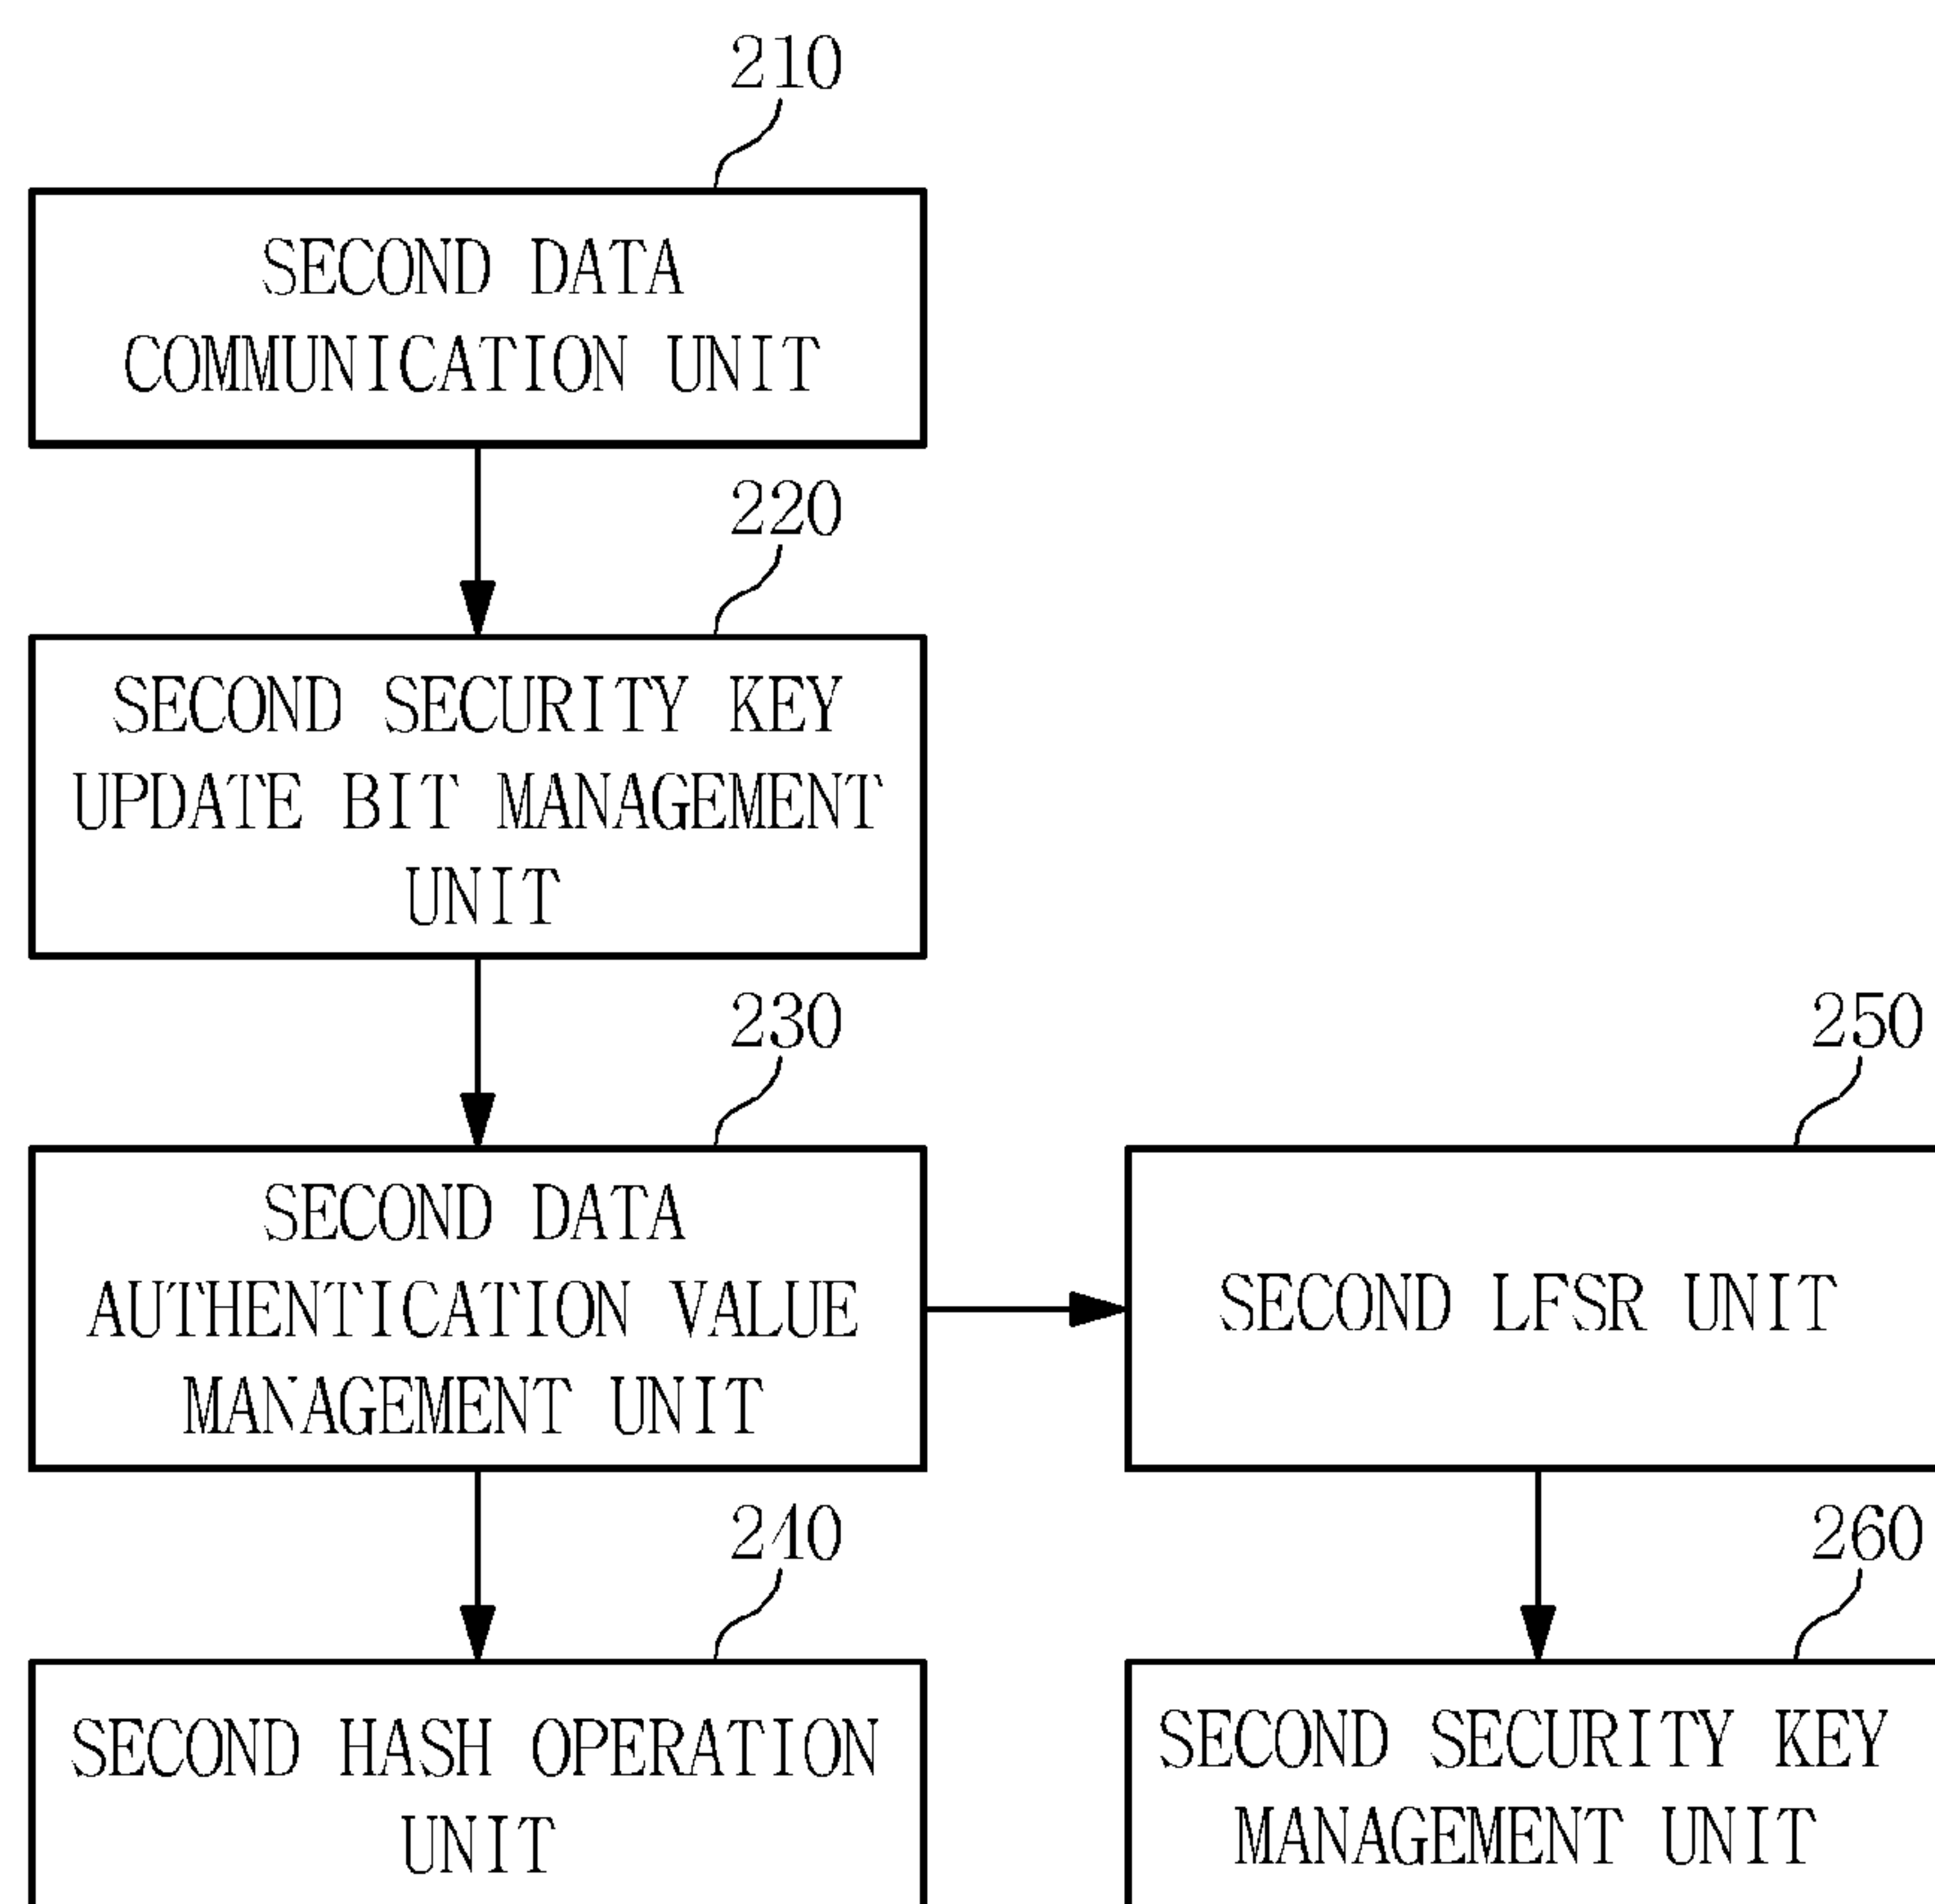 210
SECOND DATA
COMMUNICATION UNIT
220
SECOND SECURITY KEY
UPDATE BIT MANAGEMENT
UNIT
230
SECOND DATA
AUTHENTICATION VALUE
MANAGEMENT UNIT
250
SECOND LFSR UNIT
240
SECOND HASH OPERATION
UNIT
260
SECOND SECURITY KEY
MANAGEMENT UNIT